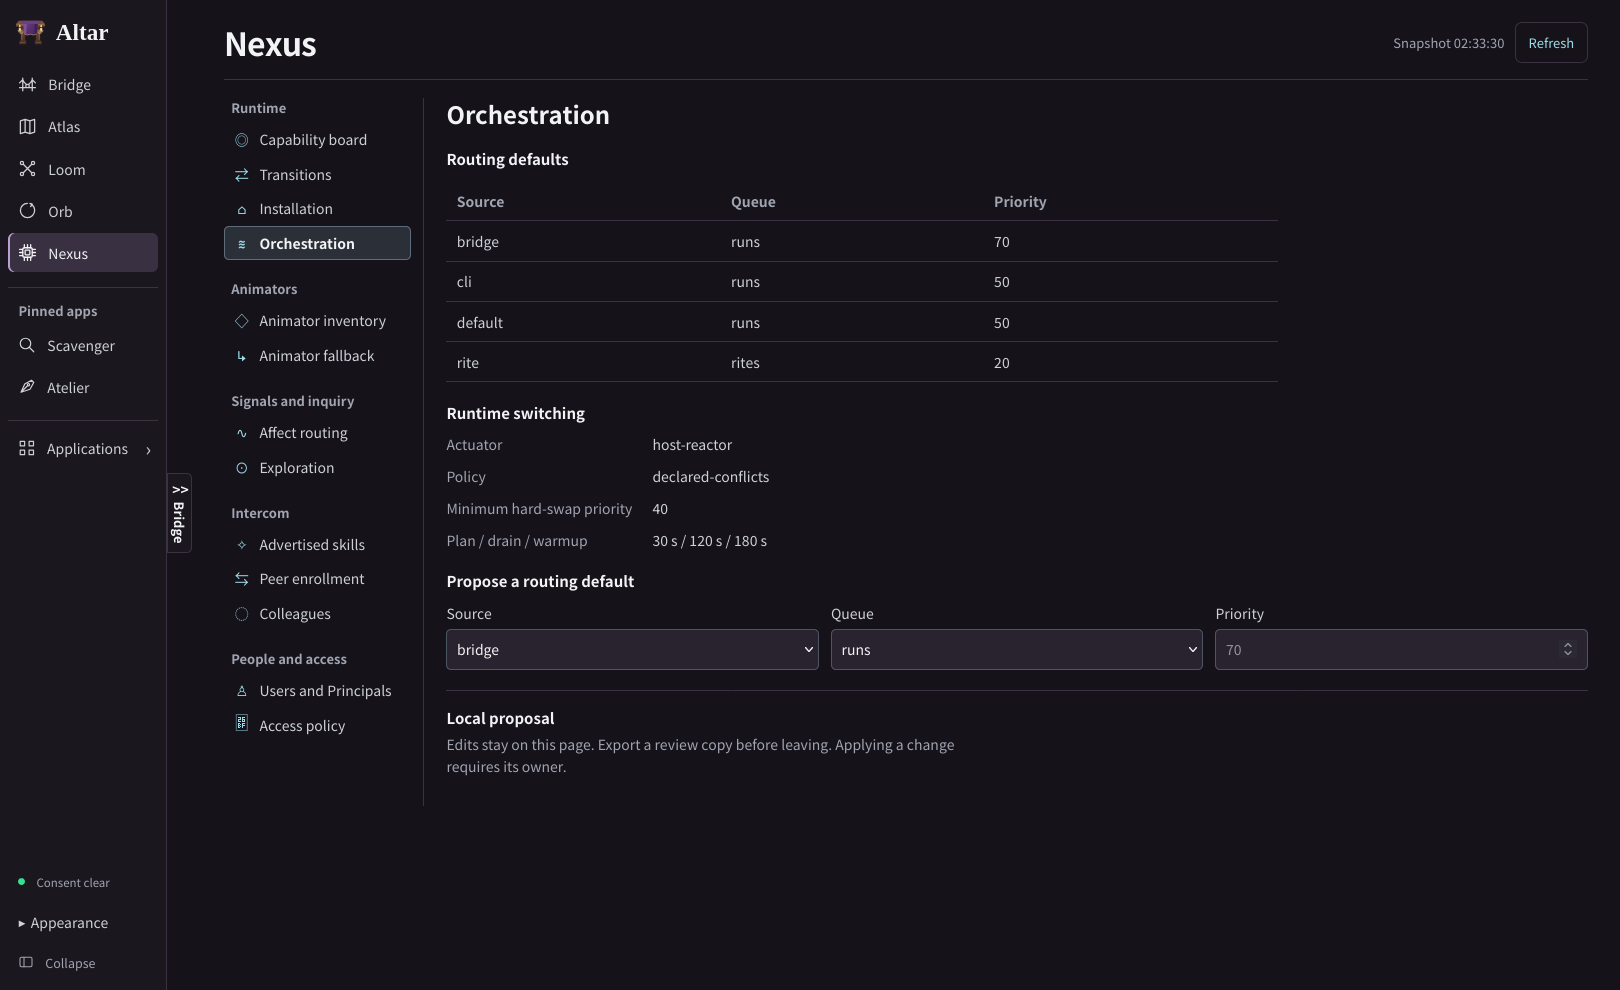 Altar
Bridge
Atlas
Loom
Orb
Nexus
Pinned apps
Scavenger
Atelier
Applications ›
Consent clear
▸ Appearance
Collapse
>> Bridge
Nexus
Snapshot 02:33:30
Refresh
Runtime
Capability board
Transitions
Installation
Orchestration
Animators
Animator inventory
Animator fallback
Signals and inquiry
Affect routing
Exploration
Intercom
Advertised skills
Peer enrollment
Colleagues
People and access
Users and Principals
Access policy
Orchestration
Routing defaults
Source Queue Priority
bridge runs 70
cli runs 50
default runs 50
rite rites 20
Runtime switching
Actuator host-reactor
Policy declared-conflicts
Minimum hard-swap priority 40
Plan / drain / warmup 30 s / 120 s / 180 s
Propose a routing default
Source Queue Priority
bridge runs 70
Local proposal
Edits stay on this page. Export a review copy before leaving. Applying a change
requires its owner.